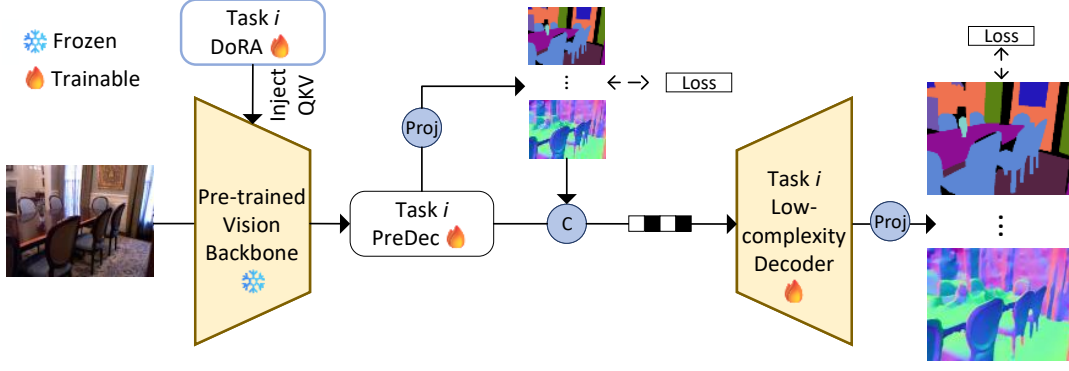 Frozen
Trainable
Task i
DoRA
Inject
QKV
Pre-trained
Vision
Backbone
Proj
Task i
PreDec
⋮
Loss
C
Task i
Low-
complexity
Decoder
Proj
Loss
⋮